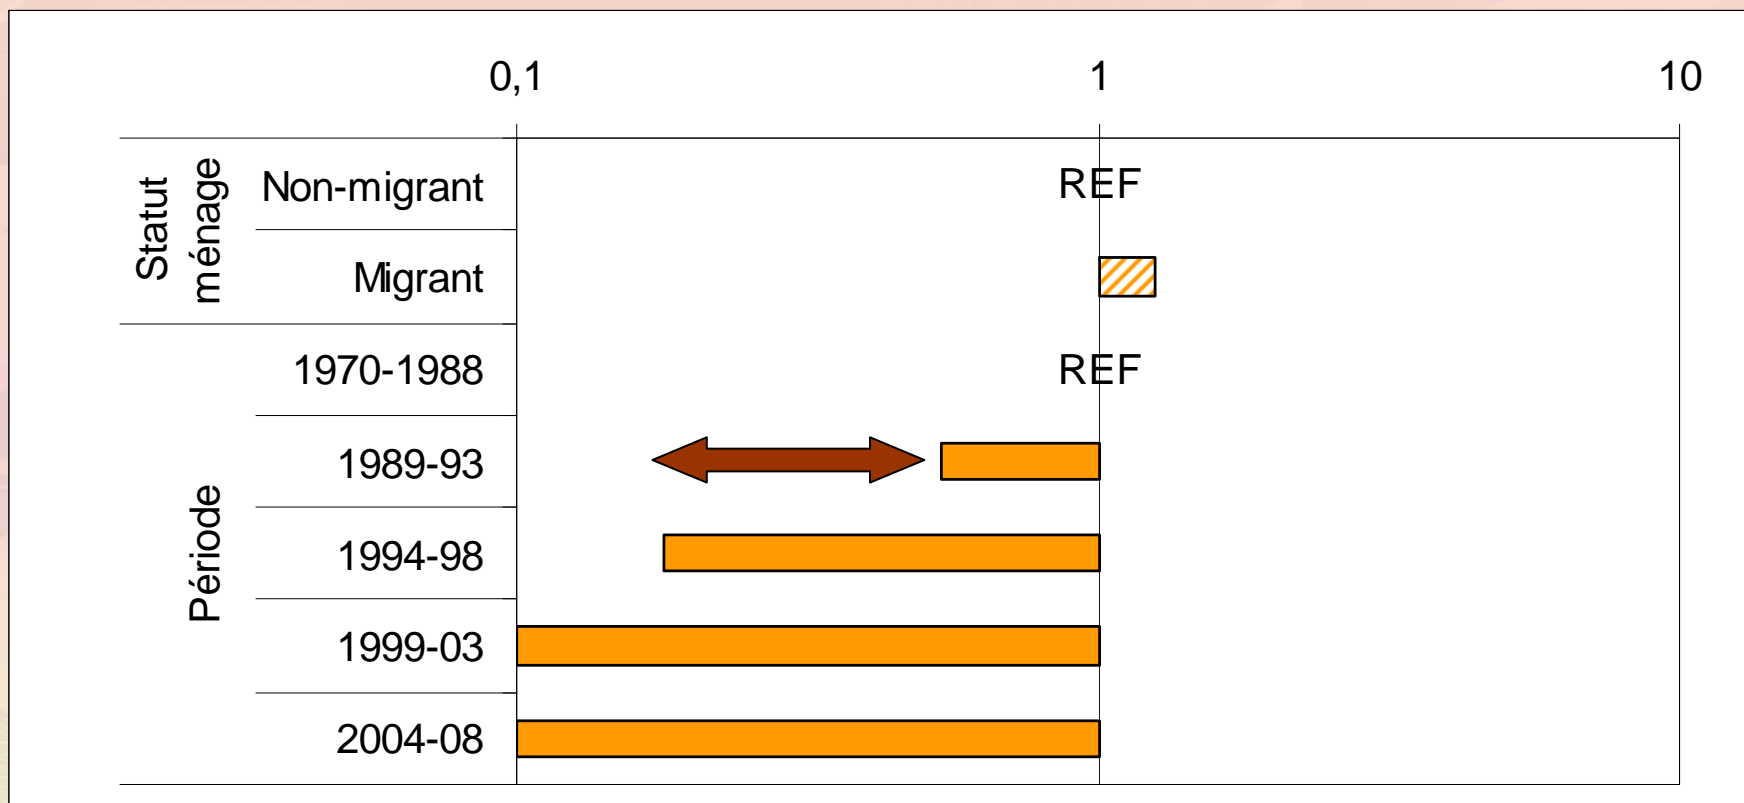 0,1 1 10
Statut
ménage
Non-migrant REF
Migrant
Période
1970-1988 REF
1989-93
1994-98
1999-03
2004-08